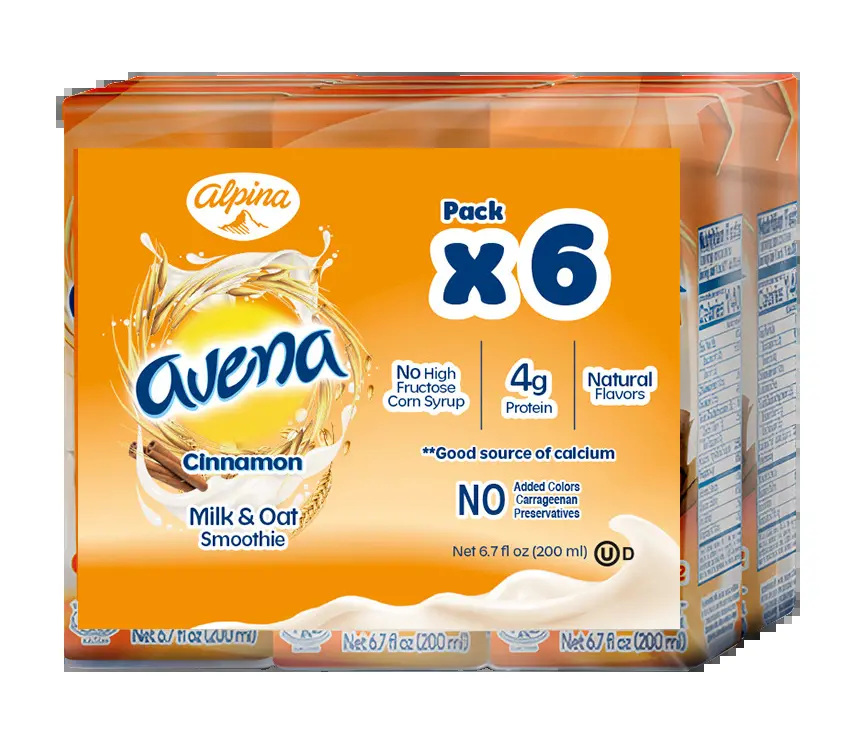 alpina
avena
Cinnamon
Milk & Oat
Smoothie
Pack
x6
No High
Fructose
Corn Syrup
4g
Protein
Natural
Flavors
**Good source of calcium
NO
Added Colors
Carrageenan
Preservatives
Net 6.7 fl oz (200 ml)
U D
Net 6.7 fl oz (200 ml)
Net 6.7 fl oz (200 ml)
Net 6.7 fl oz (200 ml)